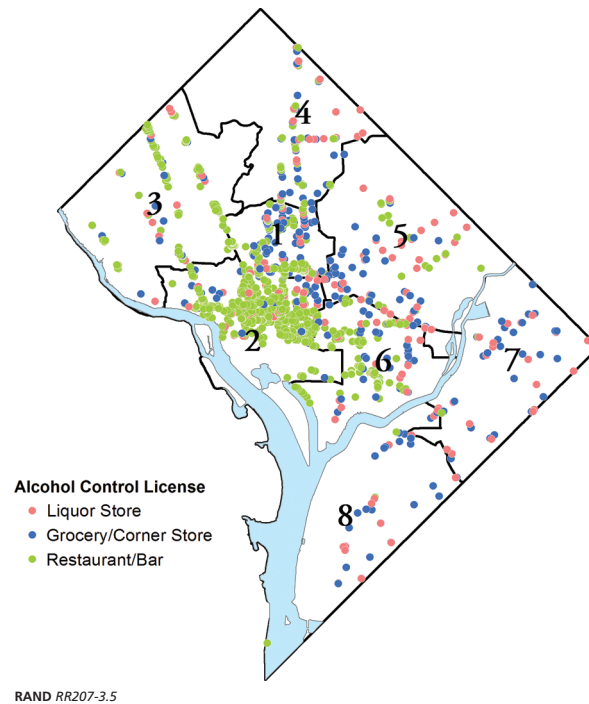 4
3
1
5
2
6
7
8
Alcohol Control License
Liquor Store
Grocery/Corner Store
Restaurant/Bar
RAND RR207-3.5